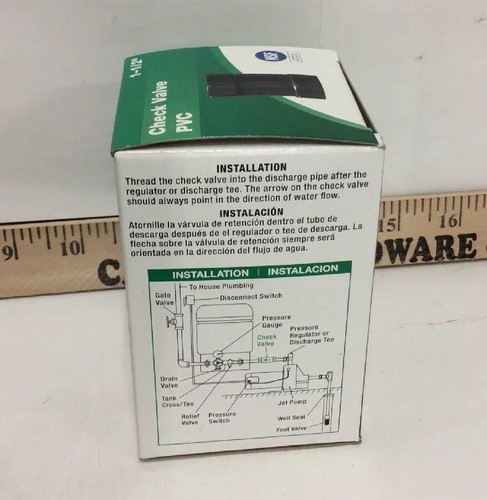 1-1/2"
Check Valve
PVC
NSF
INSTALLATION
Thread the check valve into the discharge pipe after the
regulator or discharge tee. The arrow on the check valve
should always point in the direction of water flow.
INSTALACIÓN
Atornille la várvula de retención dentro el tubo de
descarga después de el regulador o tee de descarga. La
flecha sobre la válvula de retención siempre será
orientada en la dirección del flujo de agua.
INSTALLATION | INSTALACION
To House Plumbing
Gate
Valve
Disconnect Switch
Pressure
Gauge
Check
Valve
Pressure
Regulator or
Discharge Tee
Drain
Valve
Tank
Cross/Tee
Relief
Valve
Pressure
Switch
Jet Pump
Well Seal
Foot Valve
9 10 15 16
DWARE